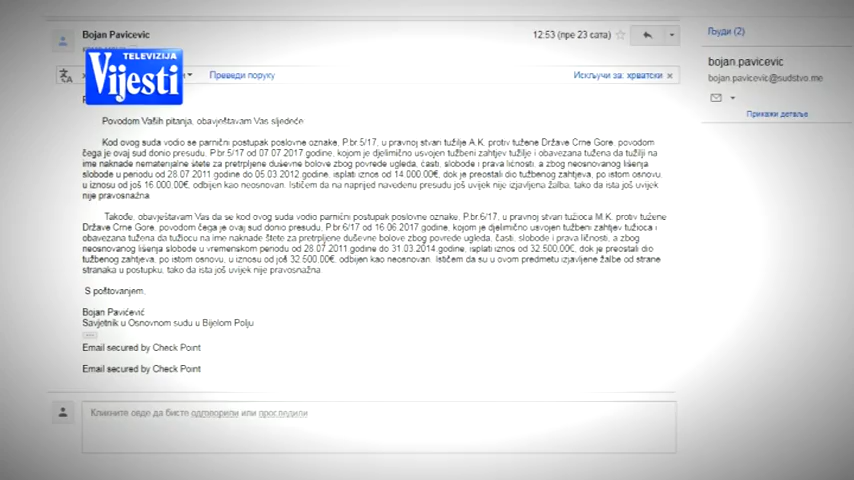 Bojan Pavicevic
12:53 (пре 23 сата)
Људи (2)
TELEVIZIJA
Vijesti
Преведи поруку
Искључи за: хрватски ×
bojan.pavicevic
bojan.pavicevic@sudstvo.me
Прикажи детаље
Povodom Vaših pitanja, obavještavam Vas sljedeće:
Kod ovog suda vodio se parnični postupak poslovne oznake, P.br.5/17, u pravnoj stvari tužilje A.K. protiv tužene Države Crne Gore, povodom
čega je ovaj sud donio presudu, P.br 5/17 od 07 07 2017 godine, kojom je djelimično usvojen tužbeni zahtjev tužilje i obavezana tužena da tužilji na
ime naknade nematerijalne štete za pretrpljene duševne bolove zbog povrede ugleda, časti, slobode i prava ličnosti, a zbog neosnovanog lišenja
slobode u periodu od 28 07 2011 godine do 05.03 2012 godine, isplati iznos od 14 000.00€, dok je preostali dio tužbenog zahtjeva, po istom osnovu,
u iznosu od još 16 000,00€, odbijen kao neosnovan. Ističem da na naprijed navedenu presudu još uvijek nije izjavljena žalba, tako da ista još uvijek
nije pravosnažna.
Takođe, obavještavam Vas da se kod ovog suda vodio parnični postupak poslovne oznake, P.br.6/17, u pravnoj stvari tužioca M.K. protiv tužene
Države Crne Gore, povodom čega je ovaj sud donio presudu, P.br 6/17 od 16 06 2017 godine, kojom je djelimično usvojen tužbeni zahtjev tužioca i
obavezana tužena da tužiocu na ime naknade štete za pretrpljene duševne bolove zbog povrede ugleda, časti, slobode i prava ličnosti, a zbog
neosnovanog lišenja slobode u vremenskom periodu od 28.07 2011 godine do 31.03 2014 godine, isplati iznos od 32 500.00€, dok je preostali dio
tužbenog zahtjeva, po istom osnovu, u iznosu od još 32 500.00€, odbijen kao neosnovan. Ističem da su u ovom predmetu izjavljene žalbe od strane
stranaka u postupku, tako da ista još uvijek nije pravosnažna.
S poštovanjem,
Bojan Pavićević
Savjetnik u Osnovnom sudu u Bijelom Polju
Email secured by Check Point
Email secured by Check Point
Кликните овде да бисте одговорили или проследили